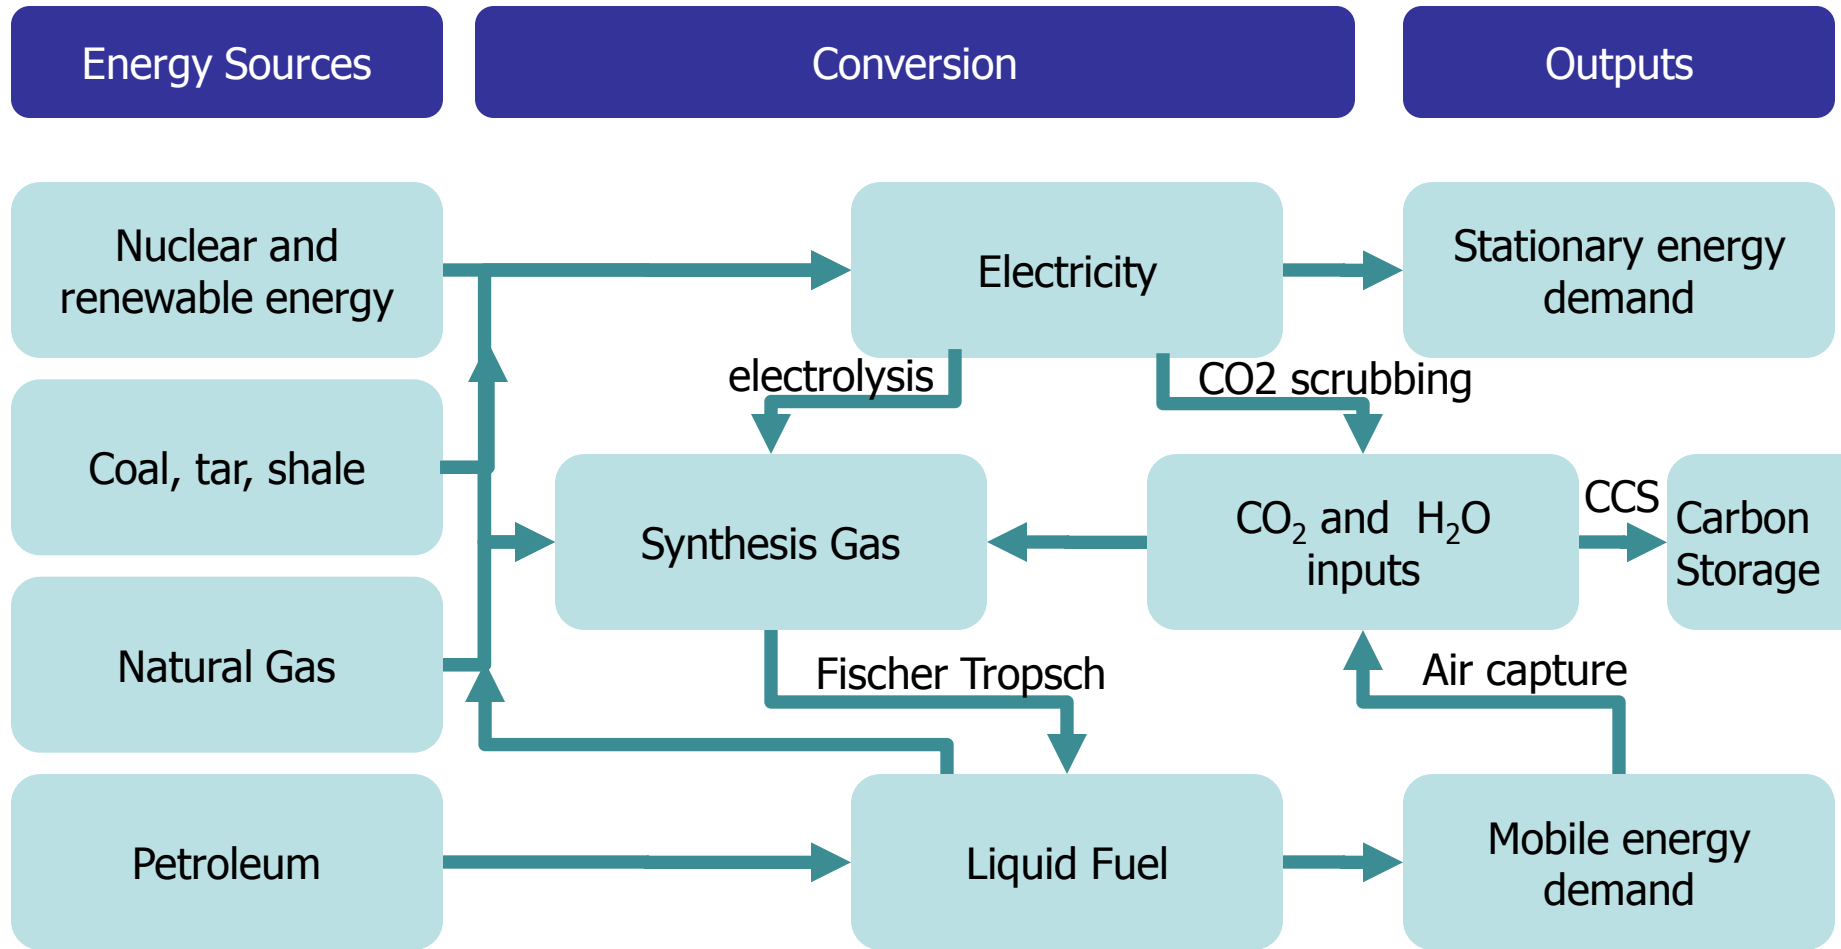 Energy Sources
Conversion
Outputs
Nuclear and
renewable energy
Electricity
Stationary energy
demand
electrolysis
CO2 scrubbing
Coal, tar, shale
Synthesis Gas
CO₂ and H₂O
inputs
CCS
Carbon
Storage
Natural Gas
Fischer Tropsch
Air capture
Petroleum
Liquid Fuel
Mobile energy
demand